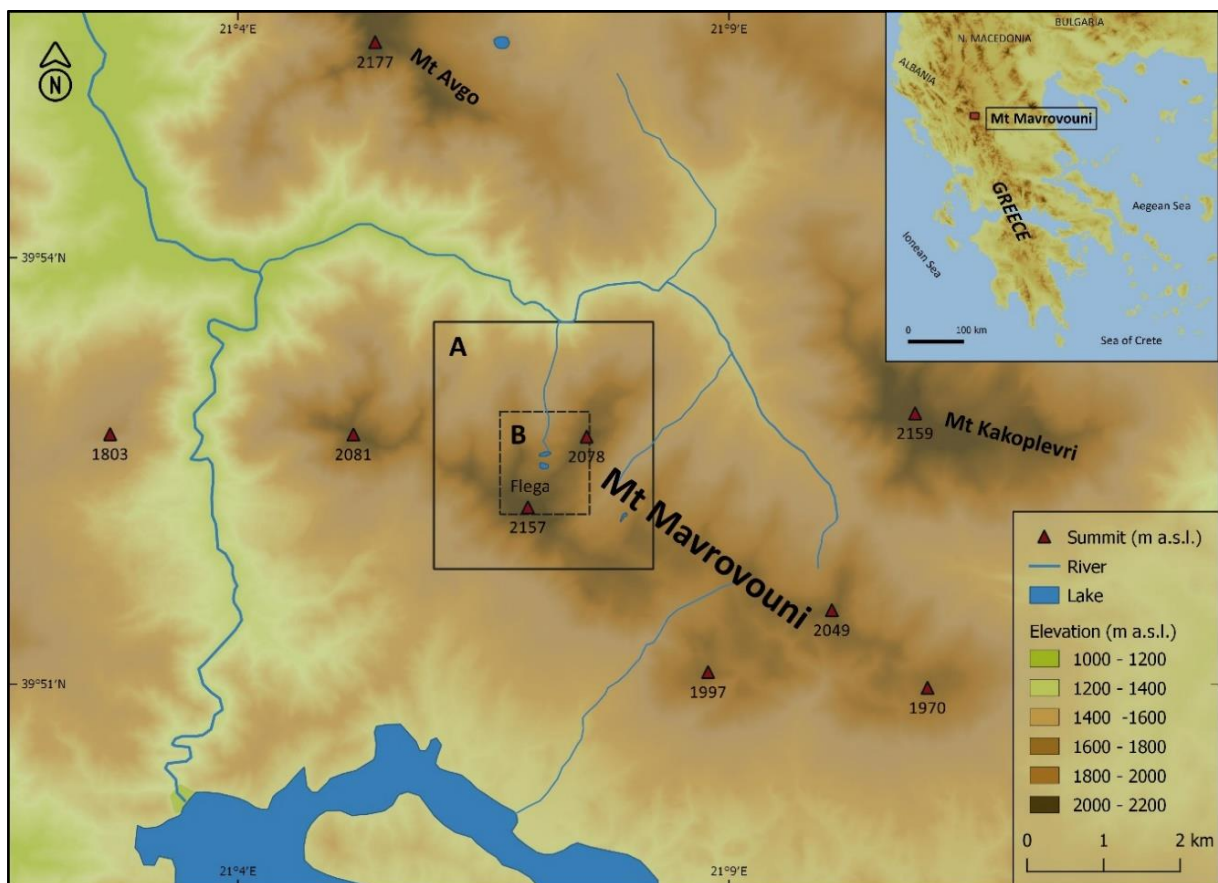 21°4′E
21°9′E
N
2177
Mt Avgo
39°54′N
A
B
1803
2081
2078
Flega
2157
Mt Mavrovouni
2159
Mt Kakoplevri
2049
1997
1970
39°51′N
21°4′E
21°9′E
BULGARIA
N. MACEDONIA
ALBANIA
Mt Mavrovouni
GREECE
Aegean Sea
Ionean Sea
0 100 km
Sea of Crete
Summit (m a.s.l.)
River
Lake
Elevation (m a.s.l.)
1000 - 1200
1200 - 1400
1400 -1600
1600 - 1800
1800 - 2000
2000 - 2200
0 1 2 km